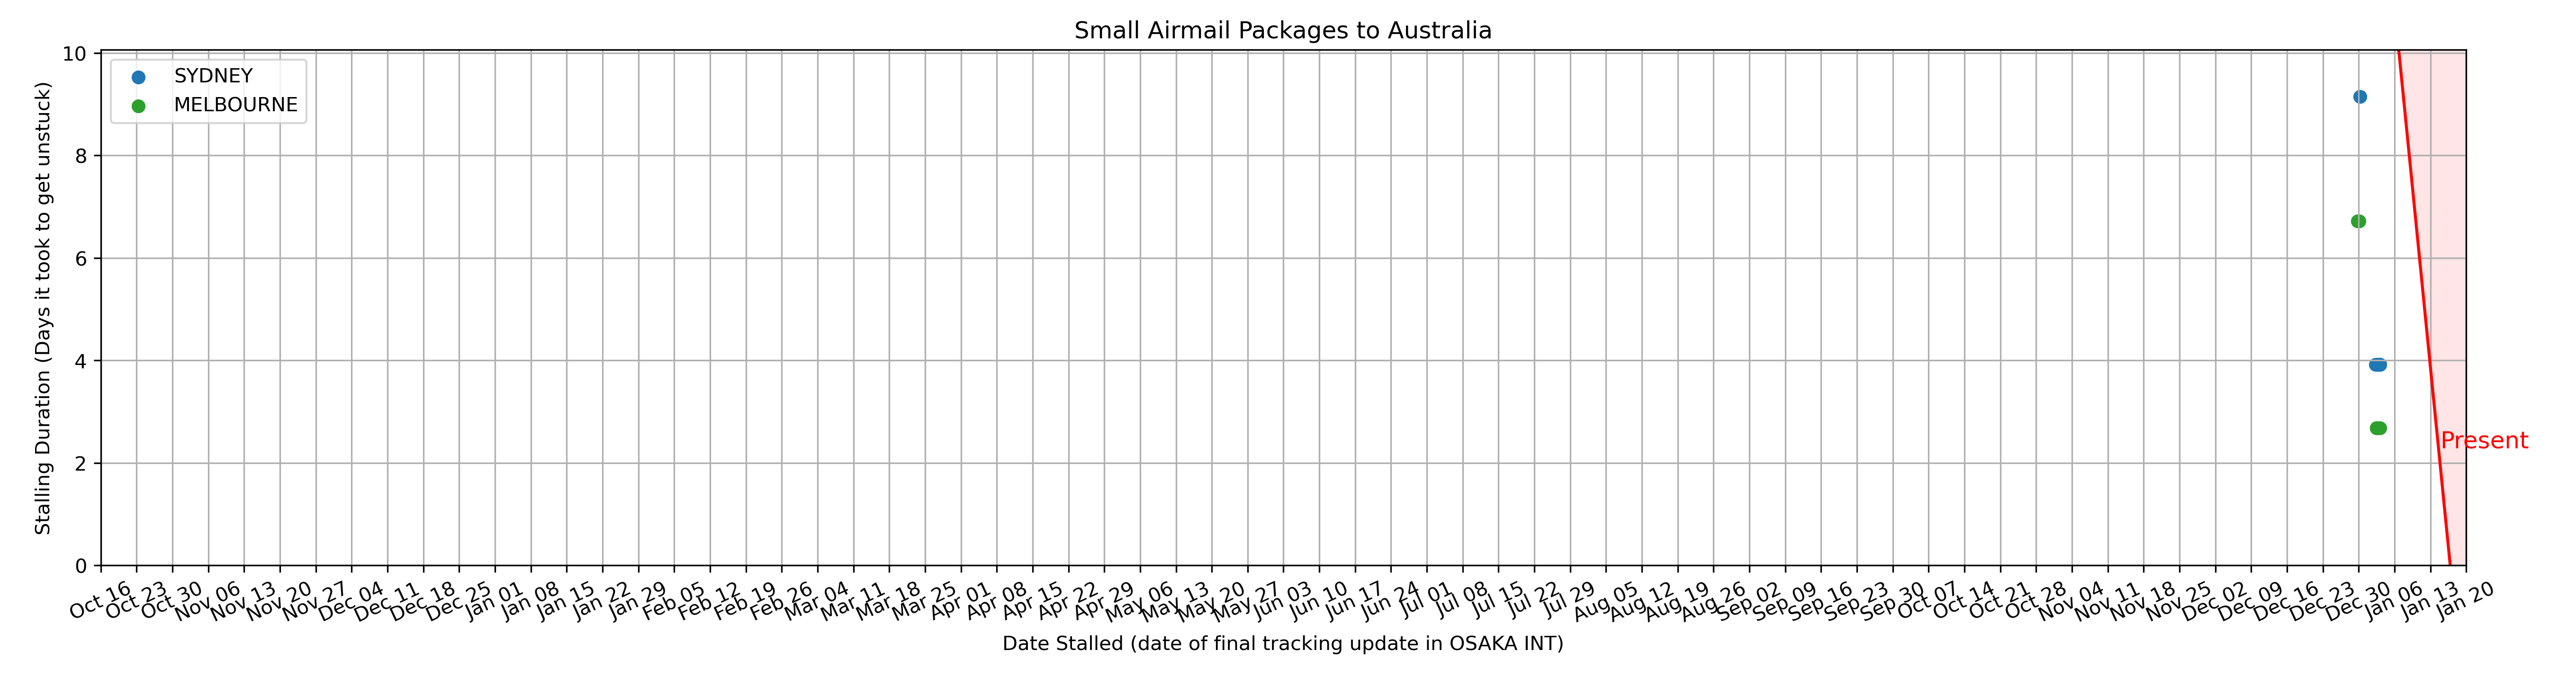 Small Airmail Packages to Australia
SYDNEY
MELBOURNE
Stalling Duration (Days it took to get unstuck)
10
8
6
4
2
0
Present
Oct 16 Oct 23 Oct 30 Nov 06 Nov 13 Nov 20 Nov 27 Dec 04 Dec 11 Dec 18 Dec 25 Jan 01 Jan 08 Jan 15 Jan 22 Jan 29 Feb 05 Feb 12 Feb 19 Feb 26 Mar 04 Mar 11 Mar 18 Mar 25 Apr 01 Apr 08 Apr 15 Apr 22 Apr 29 May 06 May 13 May 20 May 27 Jun 03 Jun 10 Jun 17 Jun 24 Jul 01 Jul 08 Jul 15 Jul 22 Jul 29 Aug 05 Aug 12 Aug 19 Aug 26 Sep 02 Sep 09 Sep 16 Sep 23 Sep 30 Oct 07 Oct 14 Oct 21 Oct 28 Nov 04 Nov 11 Nov 18 Nov 25 Dec 02 Dec 09 Dec 16 Dec 23 Dec 30 Jan 06 Jan 13 Jan 20
Date Stalled (date of final tracking update in OSAKA INT)